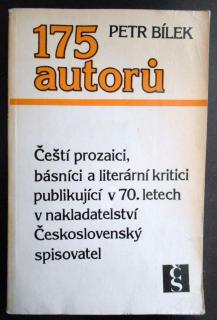 175 PETR BÍLEK
autorů
Čeští prozaici,
básníci a literární kritici
publikující v 70. letech
v nakladatelství
Československý
spisovatel
čs